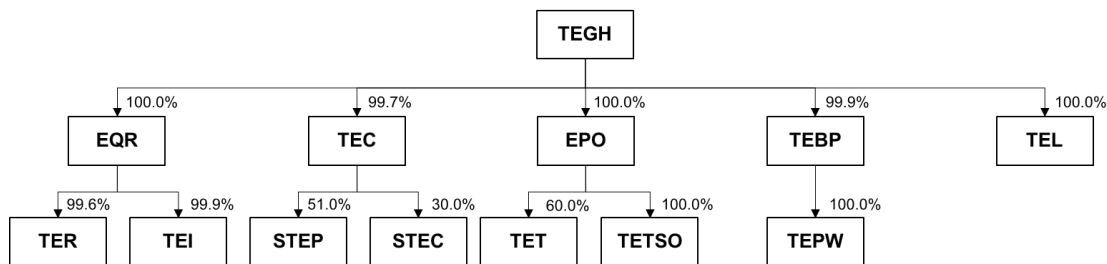 TEGH
100.0% 99.7% 100.0% 99.9% 100.0%
EQR TEC EPO TEBP TEL
99.6% 99.9% 51.0% 30.0% 60.0% 100.0% 100.0%
TER TEI STEP STEC TET TETSO TEPW